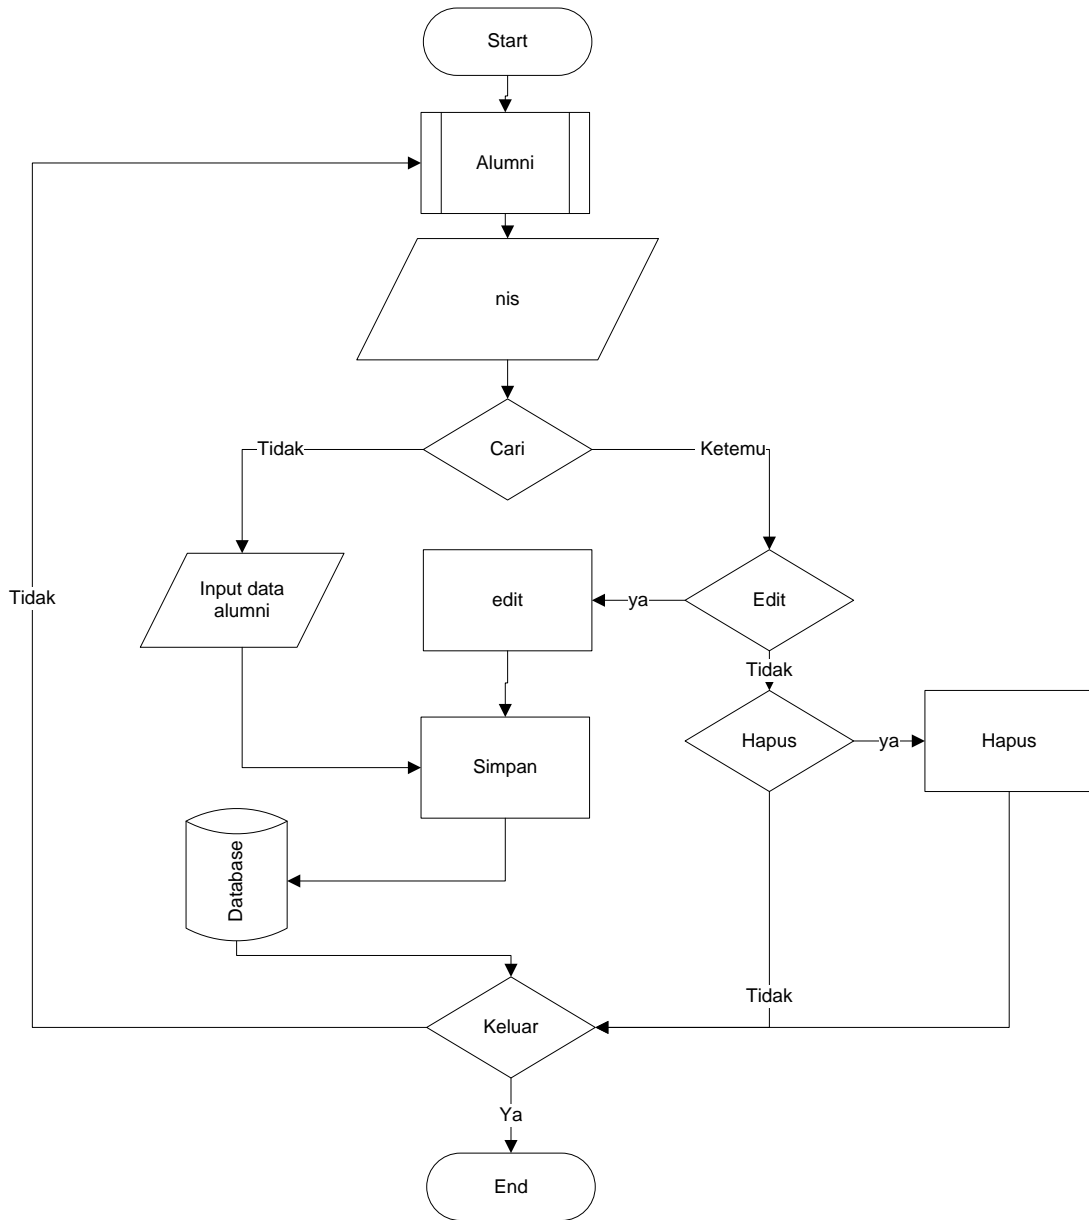 Start
Alumni
nis
Cari
Tidak
Ketemu
Input data
alumni
edit
ya
Edit
Tidak
Tidak
Simpan
Hapus
ya
Hapus
Database
Tidak
Keluar
Ya
End